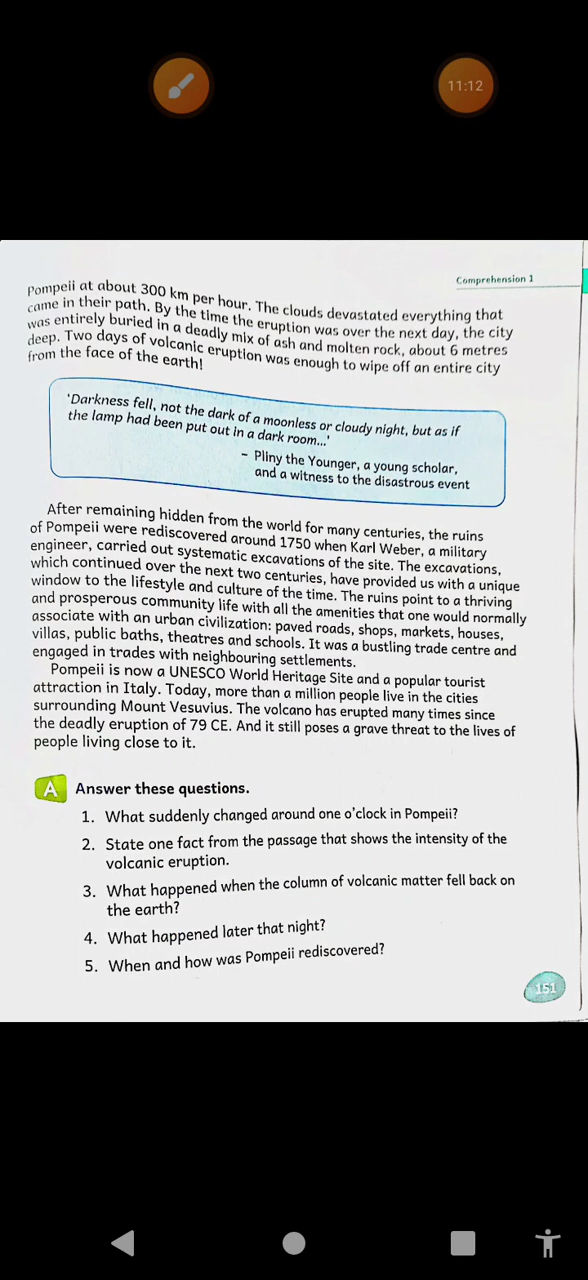 11:12
Comprehension 1
Pompeii at about 300 km per hour. The clouds devastated everything that
came in their path. By the time the eruption was over the next day, the city
was entirely buried in a deadly mix of ash and molten rock, about 6 metres
deep. Two days of volcanic eruption was enough to wipe off an entire city
from the face of the earth!
'Darkness fell, not the dark of a moonless or cloudy night, but as if
the lamp had been put out in a dark room...'
– Pliny the Younger, a young scholar,
and a witness to the disastrous event
After remaining hidden from the world for many centuries, the ruins
of Pompeii were rediscovered around 1750 when Karl Weber, a military
engineer, carried out systematic excavations of the site. The excavations,
which continued over the next two centuries, have provided us with a unique
window to the lifestyle and culture of the time. The ruins point to a thriving
and prosperous community life with all the amenities that one would normally
associate with an urban civilization: paved roads, shops, markets, houses,
villas, public baths, theatres and schools. It was a bustling trade centre and
engaged in trades with neighbouring settlements.
Pompeii is now a UNESCO World Heritage Site and a popular tourist
attraction in Italy. Today, more than a million people live in the cities
surrounding Mount Vesuvius. The volcano has erupted many times since
the deadly eruption of 79 CE. And it still poses a grave threat to the lives of
people living close to it.
A Answer these questions.
1. What suddenly changed around one o'clock in Pompeii?
2. State one fact from the passage that shows the intensity of the
volcanic eruption.
3. What happened when the column of volcanic matter fell back on
the earth?
4. What happened later that night?
5. When and how was Pompeii rediscovered?
151